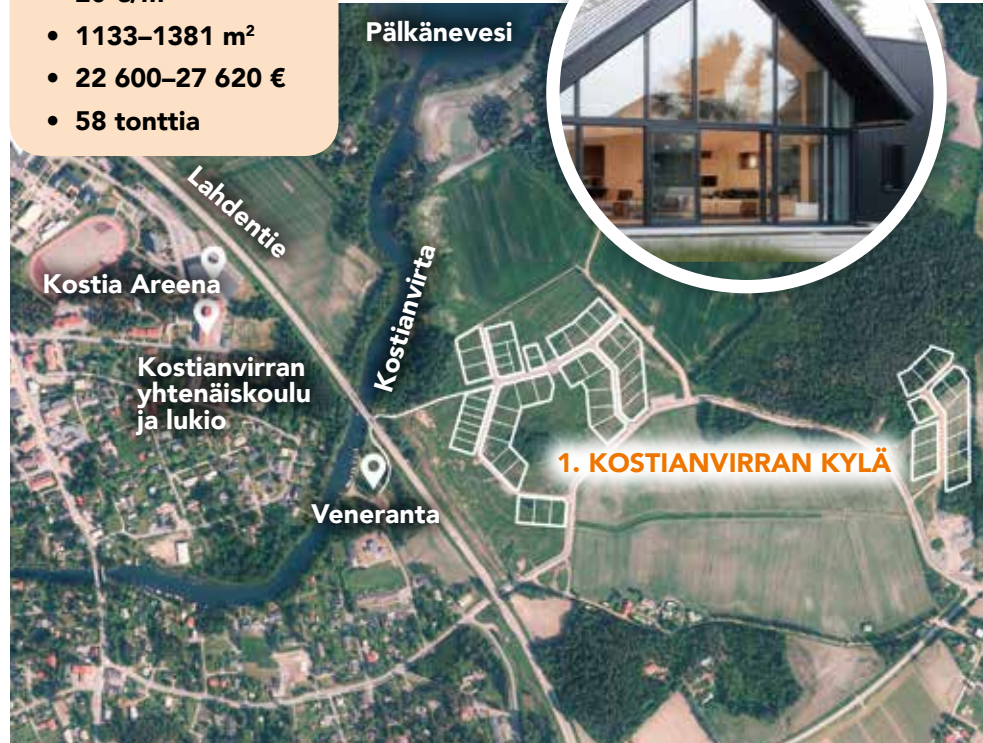 • 1133–1381 m²
• 22 600–27 620 €
• 58 tonttia
Pälkänevesi
Lahdentie
Kostianvirta
Kostia Areena
Kostianvirran
yhtenäiskoulu
ja lukio
1. KOSTIANVIRRAN KYLÄ
Veneranta